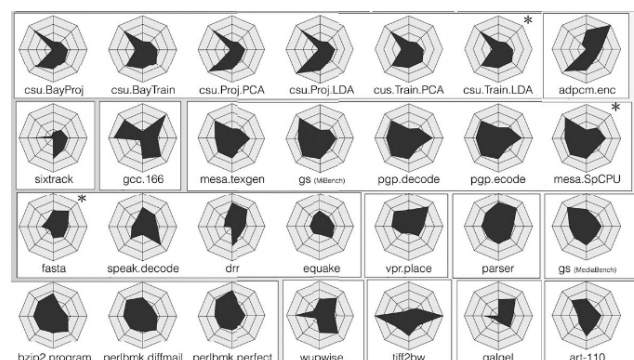 *
csu.BayProj csu.BayTrain csu.Proj.PCA csu.Proj.LDA cus.Train.PCA csu.Train.LDA adpcm.enc
*
sixtrack gcc.166 mesa.texgen gs (MiBench) pgp.decode pgp.ecode mesa.SpCPU
*
fasta speak.decode drr equake vpr.place parser gs (MediaBench)
bzip2.program perlbmk.diffmail perlbmk.perfect wupwise tiff2bw galgel art-110